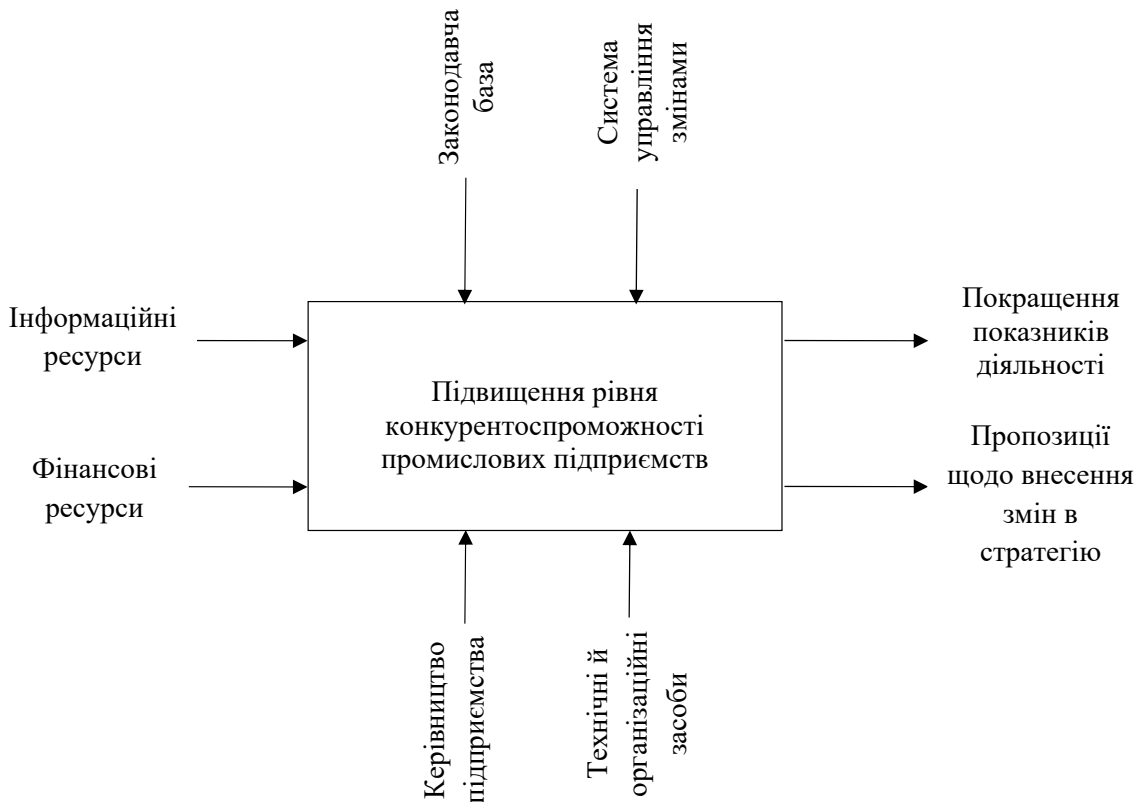 Законодавча
база
Система
управління
змінами
Інформаційні
ресурси
Фінансові
ресурси
Підвищення рівня
конкурентоспроможності
промислових підприємств
Покращення
показників
діяльності
Пропозиції
щодо внесення
змін в
стратегію
Керівництво
підприємства
Технічні й
організаційні
засоби